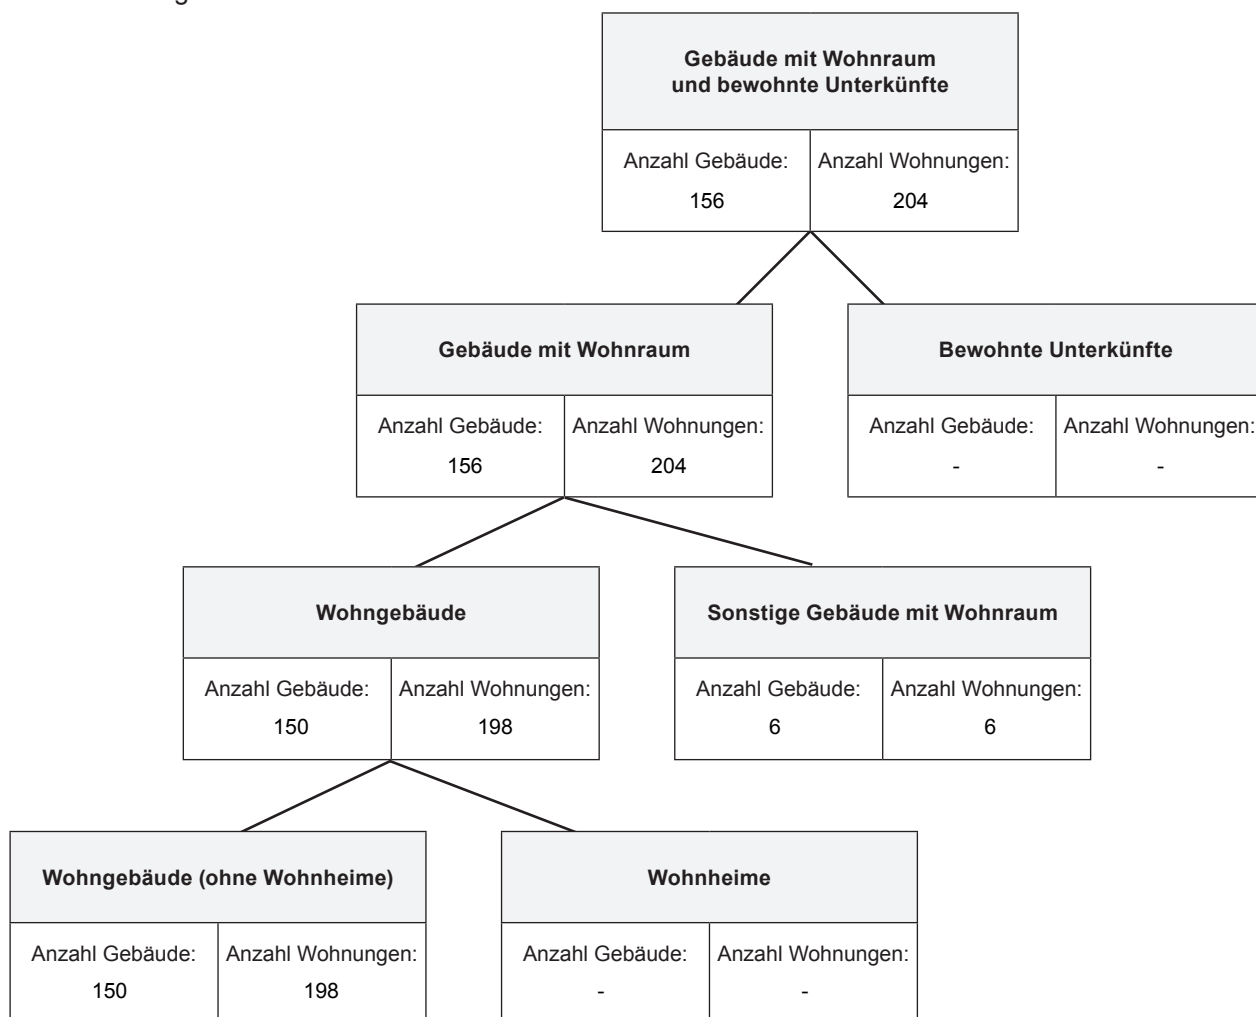 Gebäude mit Wohnraum
und bewohnte Unterkünfte
Anzahl Gebäude: Anzahl Wohnungen:
156 204
Gebäude mit Wohnraum
Anzahl Gebäude: Anzahl Wohnungen:
156 204
Bewohnte Unterkünfte
Anzahl Gebäude: Anzahl Wohnungen:
- -
Wohngebäude
Anzahl Gebäude: Anzahl Wohnungen:
150 198
Sonstige Gebäude mit Wohnraum
Anzahl Gebäude: Anzahl Wohnungen:
6 6
Wohngebäude (ohne Wohnheime)
Anzahl Gebäude: Anzahl Wohnungen:
150 198
Wohnheime
Anzahl Gebäude: Anzahl Wohnungen:
- -